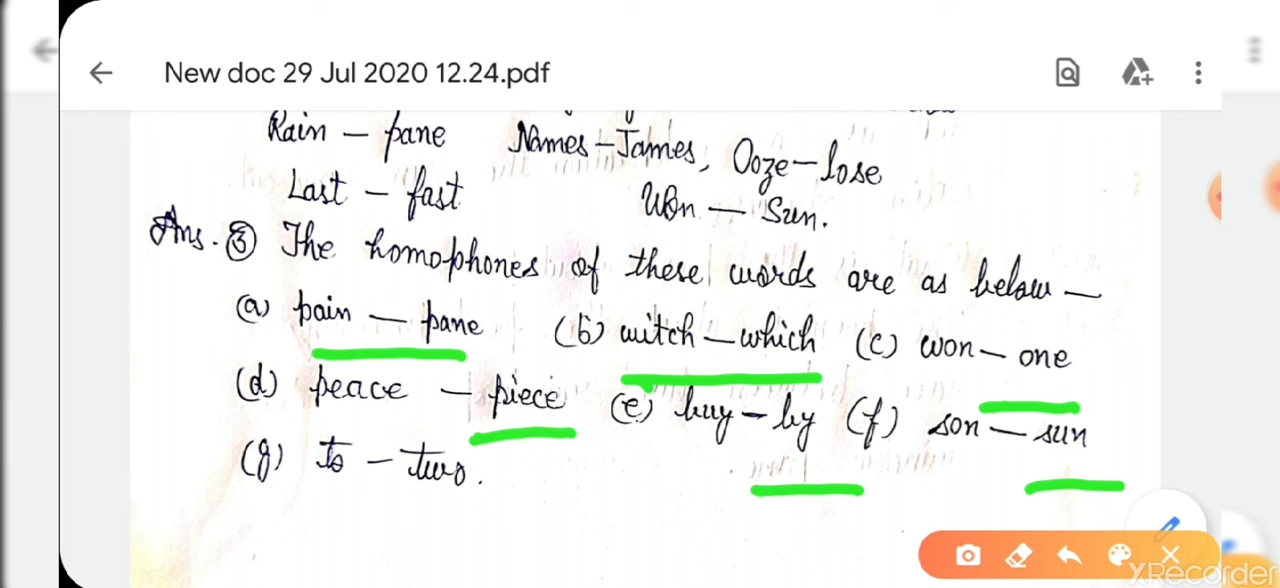 New doc 29 Jul 2020 12.24.pdf
Rain – pane Names – James, Ooze – lose
Last – fast Won – Sun.
Ans. ③ The homophones of these words are as below –
(a) pain – pane (b) witch – which (c) won – one
(d) peace – piece (e) buy – by (f) son – sun
(g) to – two.
XRecorder